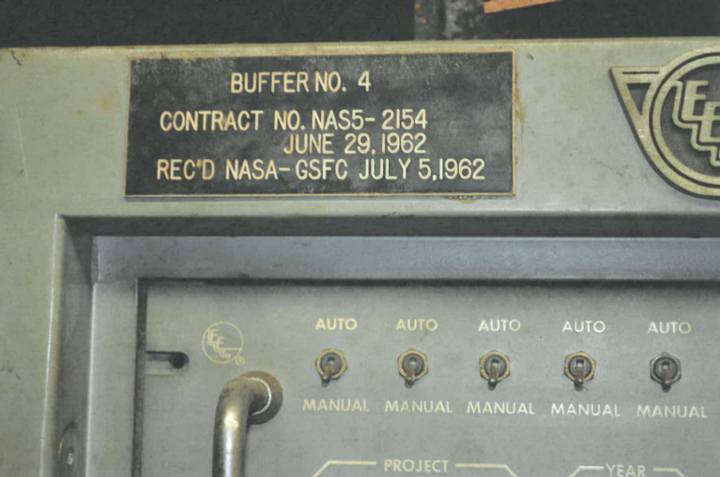 BUFFER NO. 4
CONTRACT NO. NAS5-2154
JUNE 29, 1962
REC'D NASA-GSFC JULY 5, 1962
AUTO AUTO AUTO AUTO AUTO
MANUAL MANUAL MANUAL MANUAL MANUAL
PROJECT YEAR